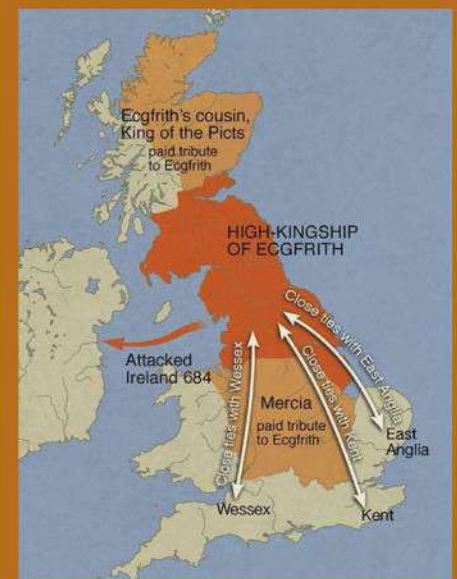 Ecgfrith's cousin,
King of the Picts
paid tribute
to Ecgfrith
HIGH-KINGSHIP
OF ECGFRITH
Attacked
Ireland 684
Close ties with Wessex
Close ties with Kent
Close ties with East Anglia
Mercia
paid tribute
to Ecgfrith
East
Anglia
Wessex
Kent